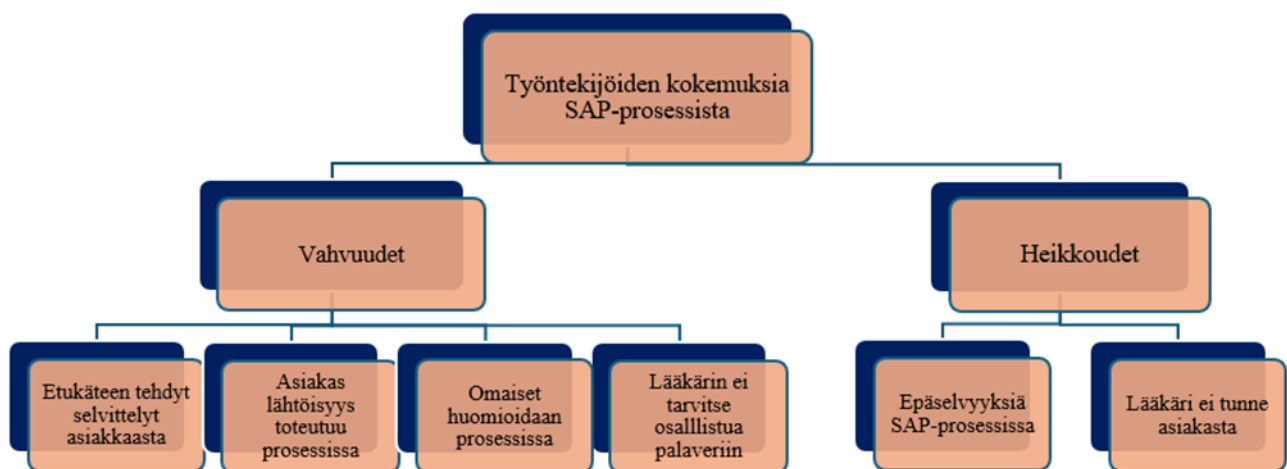 Työntekijöiden kokemuksia
SAP-prosessista
Vahvuudet
Heikkoudet
Etukäteen tehdyt
selvittelyt
asiakkaasta
Asiakas
lähtöisyys
toteutuu
prosessissa
Omaiset
huomioidaan
prosessissa
Lääkärin ei
tarvitse
osalllistua
palaveriin
Epäselvyyksiä
SAP-prosessissa
Lääkäri ei tunne
asiakasta